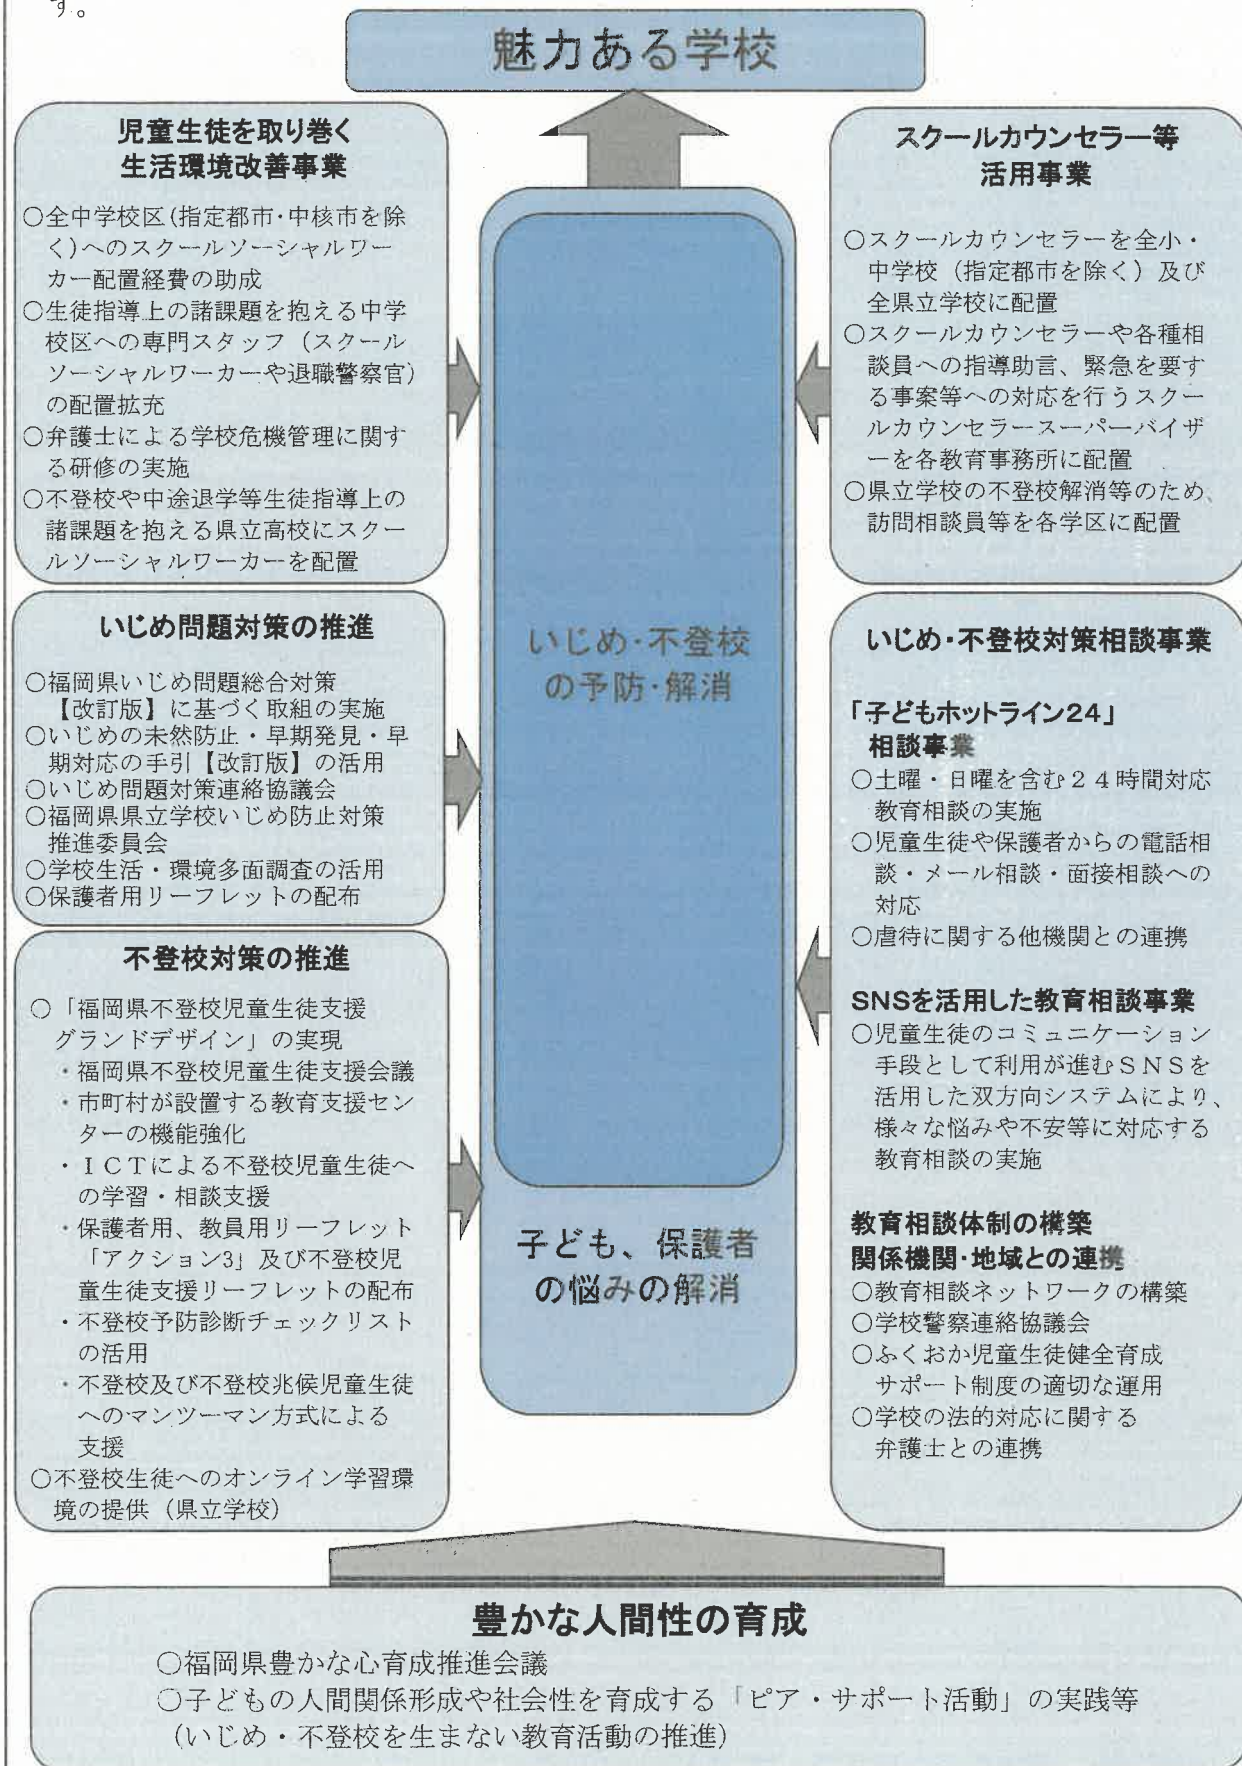 す。
魅力ある学校
児童生徒を取り巻く
生活環境改善事業
○全中学校区(指定都市・中核市を除
く)へのスクールソーシャルワー
カー配置経費の助成
○生徒指導上の諸課題を抱える中学
校区への専門スタッフ（スクール
ソーシャルワーカーや退職警察官）
の配置拡充
○弁護士による学校危機管理に関す
る研修の実施
○不登校や中途退学等生徒指導上の
諸課題を抱える県立高校にスクー
ルソーシャルワーカーを配置
いじめ問題対策の推進
○福岡県いじめ問題総合対策
【改訂版】に基づく取組の実施
○いじめの未然防止・早期発見・早
期対応の手引【改訂版】の活用
○いじめ問題対策連絡協議会
○福岡県県立学校いじめ防止対策
推進委員会
○学校生活・環境多面調査の活用
○保護者用リーフレットの配布
不登校対策の推進
○「福岡県不登校児童生徒支援
グランドデザイン」の実現
・福岡県不登校児童生徒支援会議
・市町村が設置する教育支援セン
ターの機能強化
・ＩＣＴによる不登校児童生徒へ
の学習・相談支援
・保護者用、教員用リーフレット
「アクション3」及び不登校児
童生徒支援リーフレットの配布
・不登校予防診断チェックリスト
の活用
・不登校及び不登校兆候児童生徒
へのマンツーマン方式による
支援
○不登校生徒へのオンライン学習環
境の提供（県立学校）
いじめ・不登校
の予防・解消
子ども、保護者
の悩みの解消
スクールカウンセラー等
活用事業
○スクールカウンセラーを全小・
中学校（指定都市を除く）及び
全県立学校に配置
○スクールカウンセラーや各種相
談員への指導助言、緊急を要す
る事案等への対応を行うスクー
ルカウンセラースーパーバイザ
ーを各教育事務所に配置
○県立学校の不登校解消等のため、
訪問相談員等を各学区に配置
いじめ・不登校対策相談事業
「子どもホットライン24」
相談事業
○土曜・日曜を含む２４時間対応
教育相談の実施
○児童生徒や保護者からの電話相
談・メール相談・面接相談への
対応
○虐待に関する他機関との連携
SNSを活用した教育相談事業
○児童生徒のコミュニケーション
手段として利用が進むＳＮＳを
活用した双方向システムにより、
様々な悩みや不安等に対応する
教育相談の実施
教育相談体制の構築
関係機関・地域との連携
○教育相談ネットワークの構築
○学校警察連絡協議会
○ふくおか児童生徒健全育成
サポート制度の適切な運用
○学校の法的対応に関する
弁護士との連携
豊かな人間性の育成
○福岡県豊かな心育成推進会議
○子どもの人間関係形成や社会性を育成する「ピア・サポート活動」の実践等
（いじめ・不登校を生まない教育活動の推進）